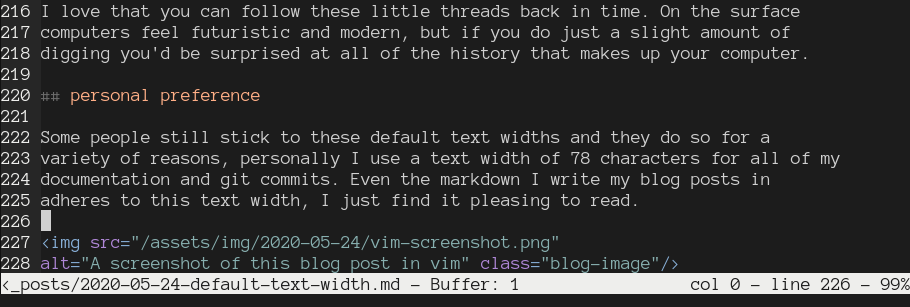 216 I love that you can follow these little threads back in time. On the surface
217 computers feel futuristic and modern, but if you do just a slight amount of
218 digging you'd be surprised at all of the history that makes up your computer.
219
220 ## personal preference
221
222 Some people still stick to these default text widths and they do so for a
223 variety of reasons, personally I use a text width of 78 characters for all of my
224 documentation and git commits. Even the markdown I write my blog posts in
225 adheres to this text width, I just find it pleasing to read.
226
227 <img src="/assets/img/2020-05-24/vim-screenshot.png"
228 alt="A screenshot of this blog post in vim" class="blog-image"/>
<_posts/2020-05-24-default-text-width.md - Buffer: 1 col 0 - line 226 - 99%